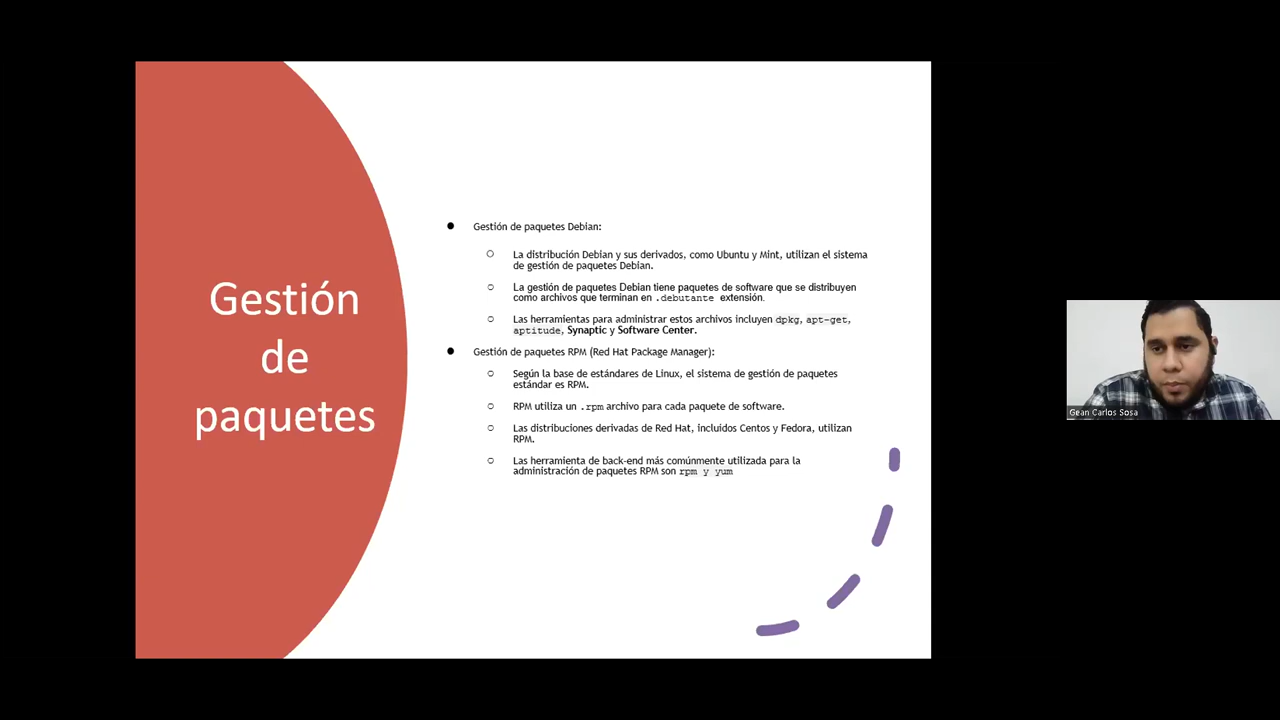 Gestión
de
paquetes
Gestión de paquetes Debian:
La distribución Debian y sus derivados, como Ubuntu y Mint, utilizan el sistema
de gestión de paquetes Debian.
La gestión de paquetes Debian tiene paquetes de software que se distribuyen
como archivos que terminan en .debutante extensión.
Las herramientas para administrar estos archivos incluyen dpkg, apt-get,
aptitude, Synaptic y Software Center.
Gestión de paquetes RPM (Red Hat Package Manager):
Según la base de estándares de Linux, el sistema de gestión de paquetes
estándar es RPM.
RPM utiliza un .rpm archivo para cada paquete de software.
Las distribuciones derivadas de Red Hat, incluidos Centos y Fedora, utilizan
RPM.
Las herramienta de back-end más comúnmente utilizada para la
administración de paquetes RPM son rpm y yum
Gean Carlos Sosa